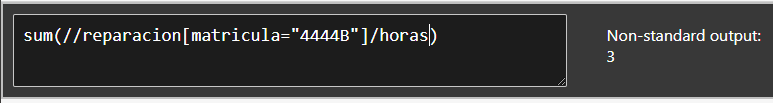 sum(//reparacion[matricula="4444B"]/horas)
Non-standard output:
3